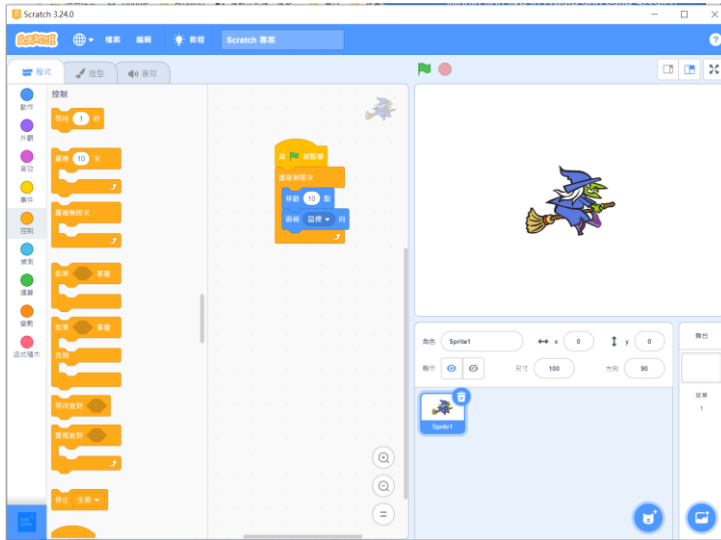 Scratch 3.24.0
SCRATCH
檔案
編輯
教程
Scratch 專案
程式
造型
音效
動作
外觀
音效
事件
控制
偵測
運算
變數
函式積木
控制
等待 1 秒
重複 10 次
重複無限次
如果 那麼
如果 那麼
否則
等待直到
重複直到
停止 全部
當 被點擊
重複無限次
移動 10 點
面朝 鼠標 向
角色 Sprite1
x 0
y 0
顯示
尺寸 100
方向 90
Sprite1
舞台
背景
1